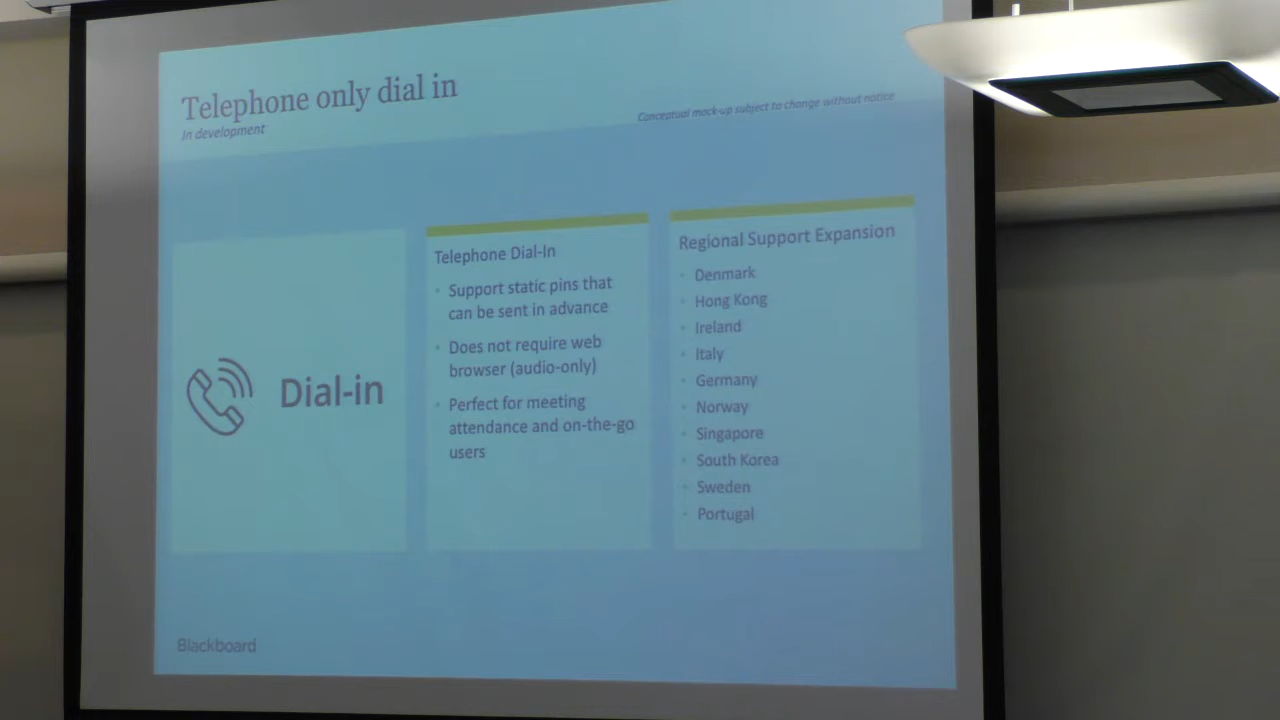 Telephone only dial in
In development
Conceptual mock-up subject to change without notice
Dial-in
Telephone Dial-In
• Support static pins that
can be sent in advance
• Does not require web
browser (audio-only)
• Perfect for meeting
attendance and on-the-go
users
Regional Support Expansion
• Denmark
• Hong Kong
• Ireland
• Italy
• Germany
• Norway
• Singapore
• South Korea
• Sweden
• Portugal
Blackboard